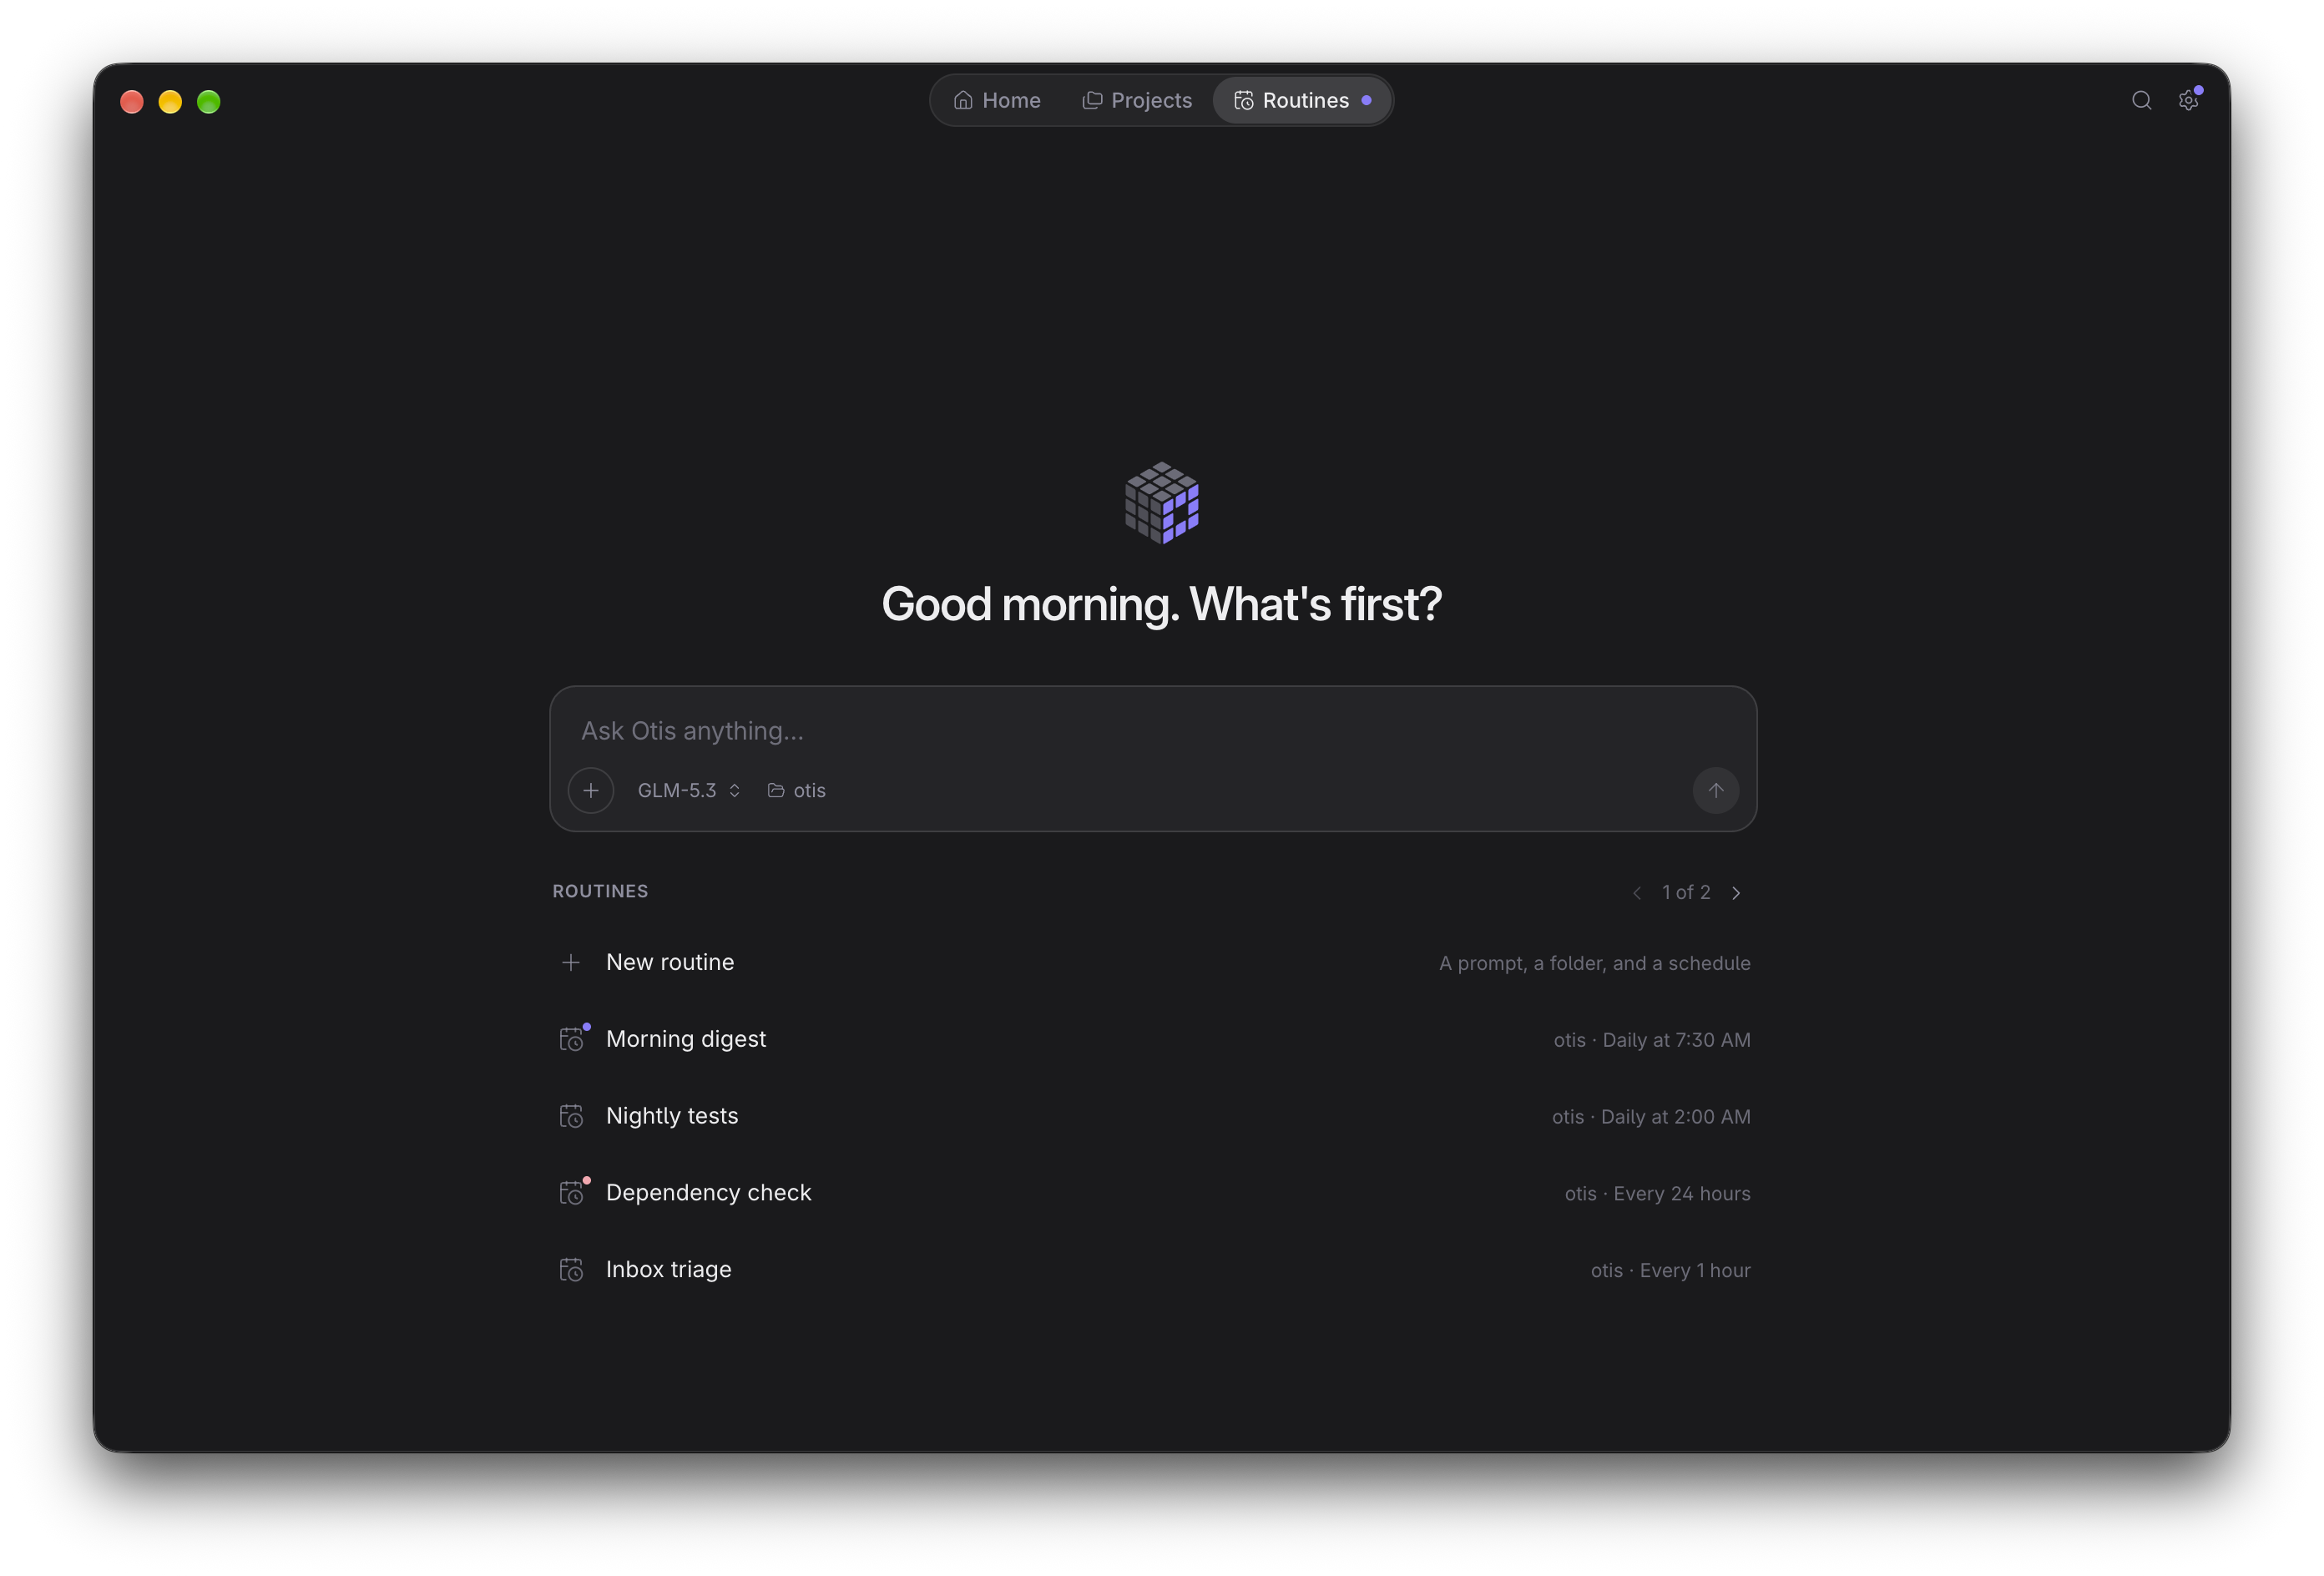 Home Projects Routines
Good morning. What's first?
Ask Otis anything...
GLM-5.3 otis
ROUTINES 1 of 2
New routine A prompt, a folder, and a schedule
Morning digest otis · Daily at 7:30 AM
Nightly tests otis · Daily at 2:00 AM
Dependency check otis · Every 24 hours
Inbox triage otis · Every 1 hour